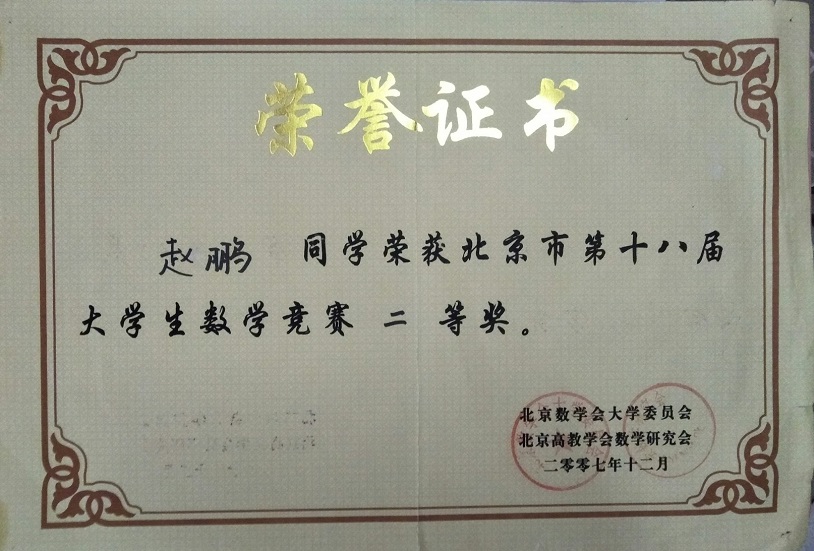 荣誉证书
赵鹏 同学荣获北京市第十八届
大学生数学竞赛 二 等奖。
北京数学会大学委员会
北京高教学会数学研究会
二零零七年十二月